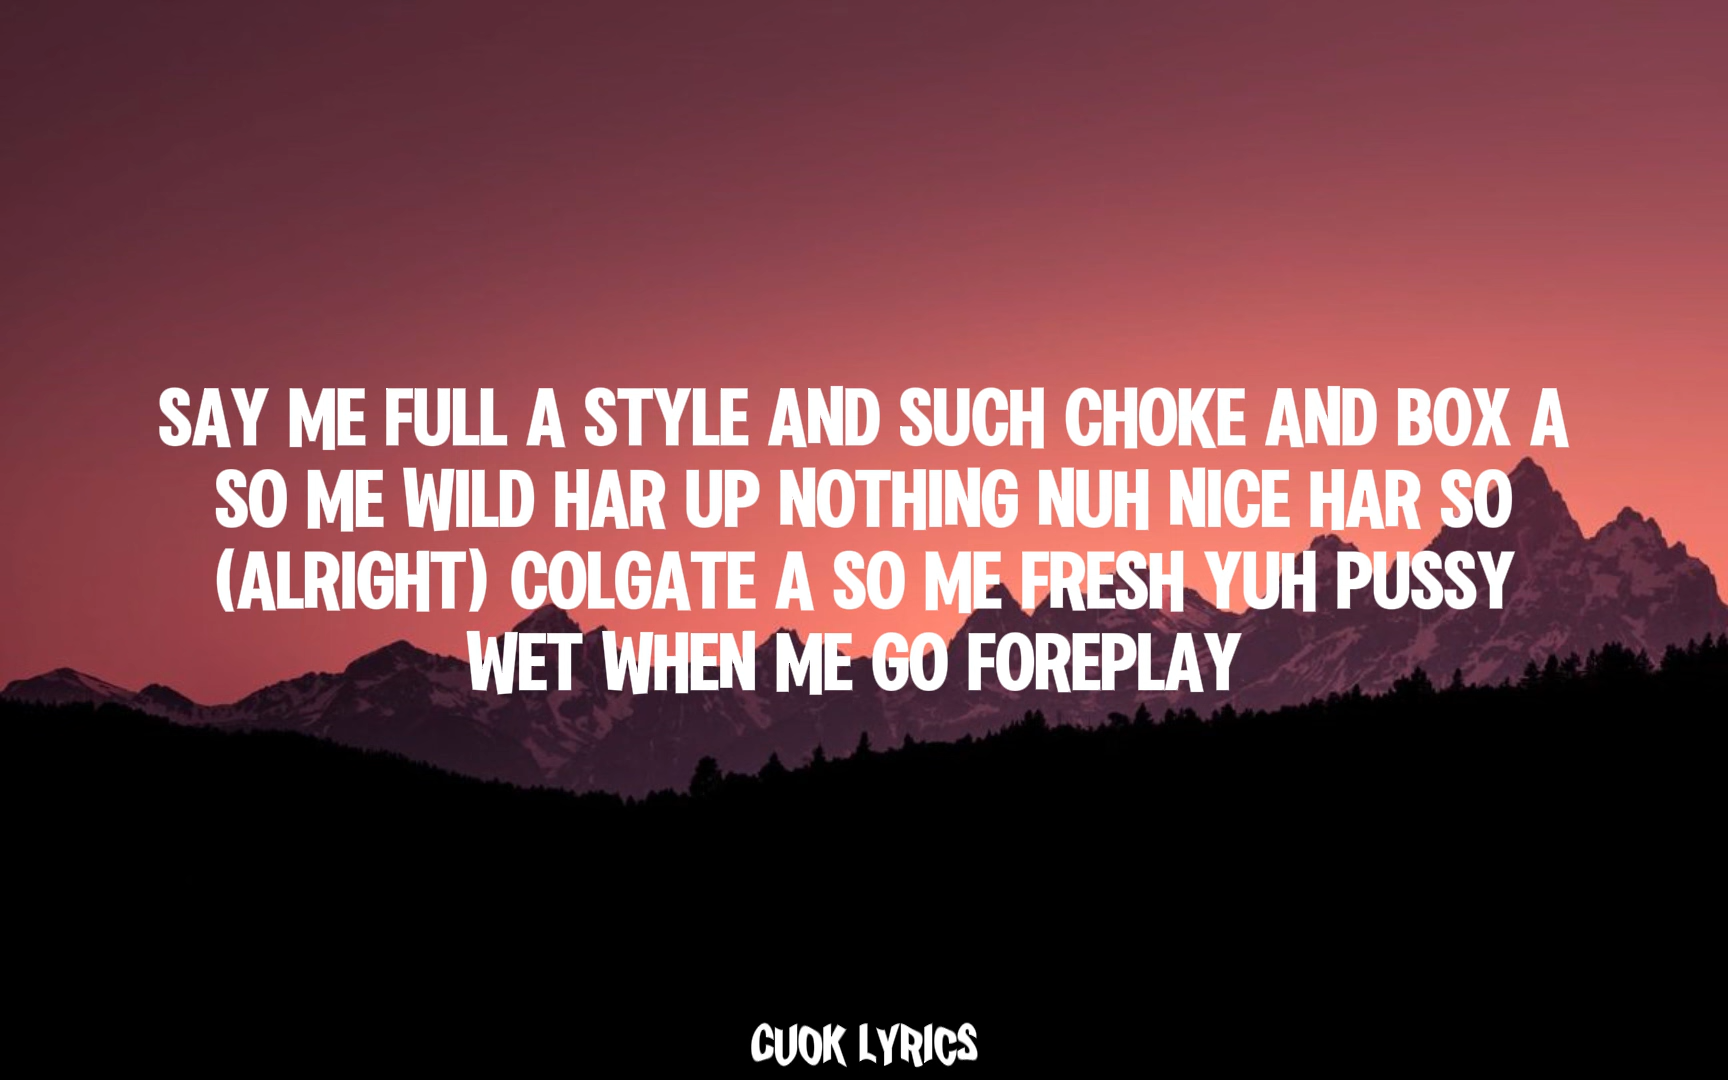 SAY ME FULL A STYLE AND SUCH CHOKE AND BOX A
SO ME WILD HAR UP NOTHING NUH NICE HAR SO
(ALRIGHT) COLGATE A SO ME FRESH YUH PUSSY
WET WHEN ME GO FOREPLAY
CUOK LYRICS